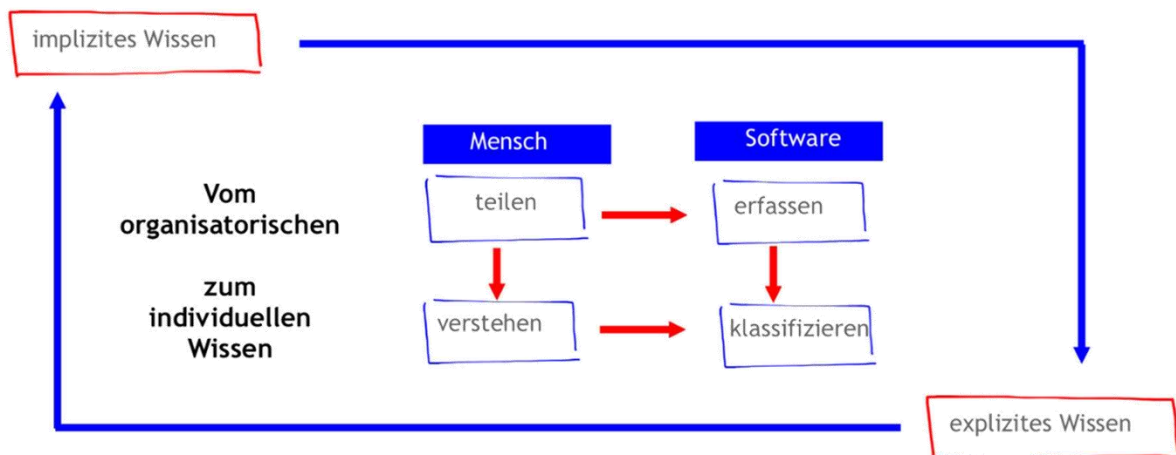 implizites Wissen
Mensch
Software
Vom
organisatorischen
teilen
erfassen
zum
individuellen
Wissen
verstehen
klassifizieren
explizites Wissen